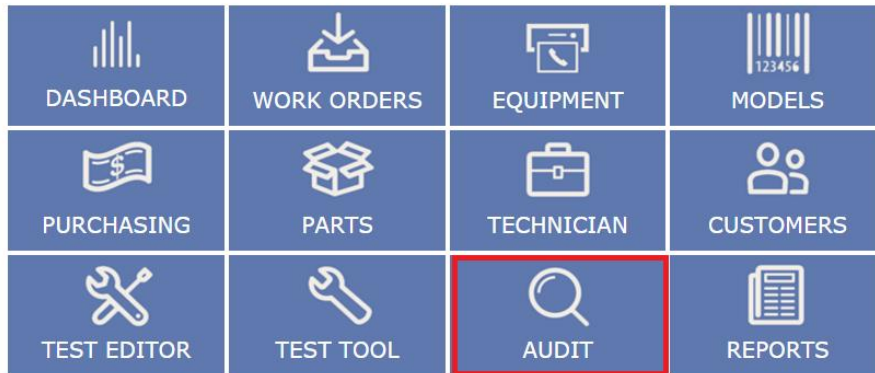 DASHBOARD
WORK ORDERS
EQUIPMENT
123456
MODELS
$
PURCHASING
PARTS
TECHNICIAN
CUSTOMERS
TEST EDITOR
TEST TOOL
AUDIT
REPORTS